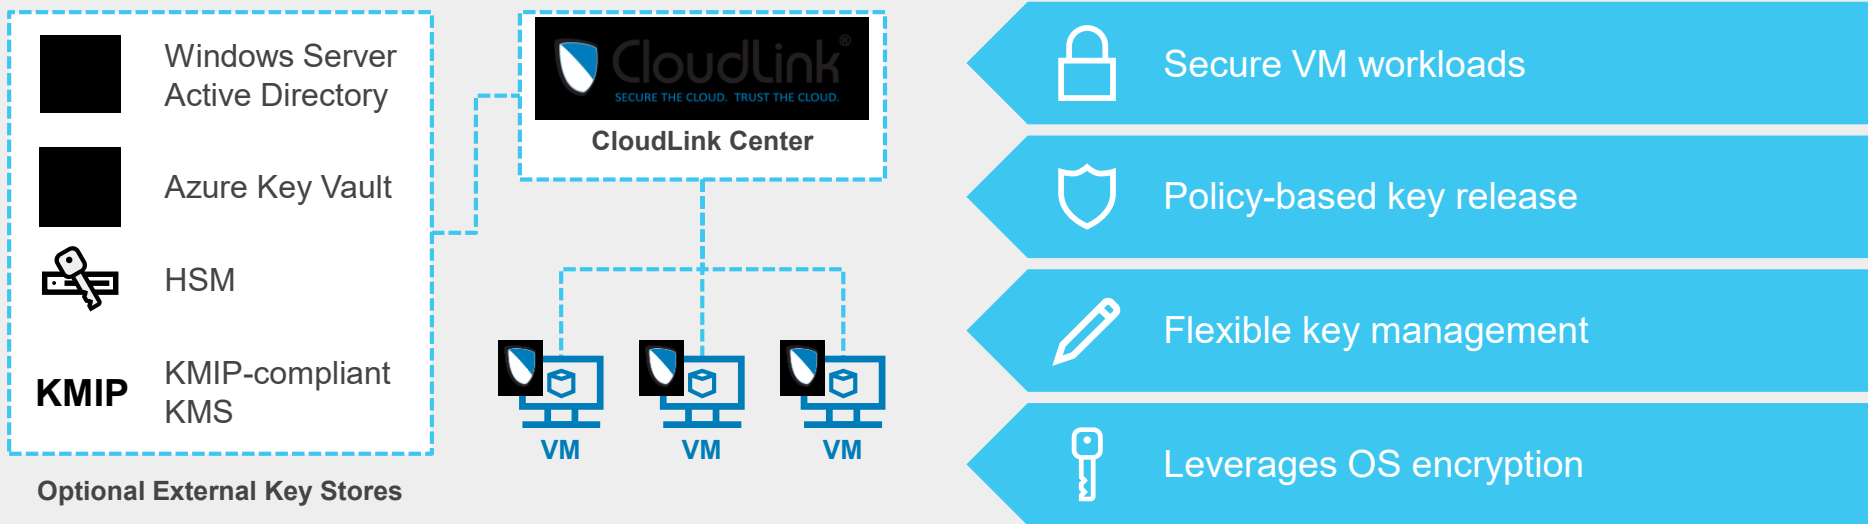 Windows Server
Active Directory
Azure Key Vault
HSM
KMIP
KMIP-compliant
KMS
Optional External Key Stores
CloudLink®
SECURE THE CLOUD. TRUST THE CLOUD.
CloudLink Center
VM
VM
VM
Secure VM workloads
Policy-based key release
Flexible key management
Leverages OS encryption